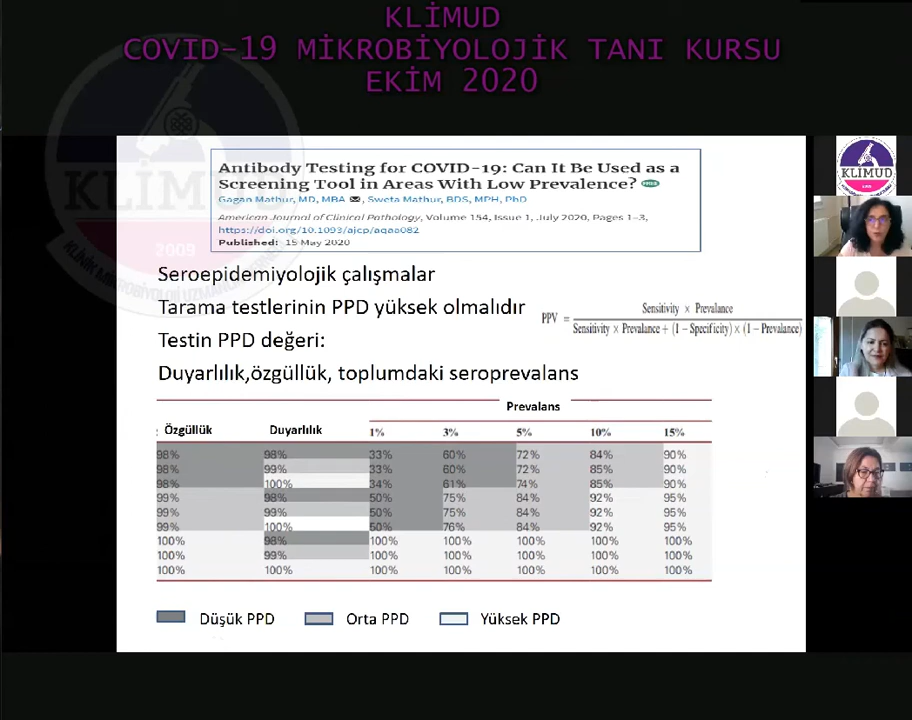 KLİMUD
COVID-19 MİKROBİYOLOJİK TANI KURSU
EKİM 2020
Antibody Testing for COVID-19: Can It Be Used as a
Screening Tool in Areas With Low Prevalence? FREE
Gagan Mathur, MD, MBA ✉, Sweta Mathur, BDS, MPH, PhD
American Journal of Clinical Pathology, Volume 154, Issue 1, July 2020, Pages 1–3,
https://doi.org/10.1093/ajcp/aqaa082
Published: 15 May 2020
KLİMUD
2009
KLİMUD
Seroepidemiyolojik çalışmalar
Tarama testlerinin PPD yüksek olmalıdır
PPV = Sensitivity × Prevalance
Sensitivity × Prevalance + (1 – Specificity) × (1 – Prevalance)
Testin PPD değeri:
Duyarlılık,özgüllük, toplumdaki seroprevalans
Prevalans
Özgüllük Duyarlılık 1% 3% 5% 10% 15%
98% 98% 33% 60% 72% 84% 90%
98% 99% 33% 60% 72% 85% 90%
98% 100% 34% 61% 74% 85% 90%
99% 98% 50% 75% 84% 92% 95%
99% 99% 50% 75% 84% 92% 95%
99% 100% 50% 76% 84% 92% 95%
100% 98% 100% 100% 100% 100% 100%
100% 99% 100% 100% 100% 100% 100%
100% 100% 100% 100% 100% 100% 100%
Düşük PPD Orta PPD Yüksek PPD